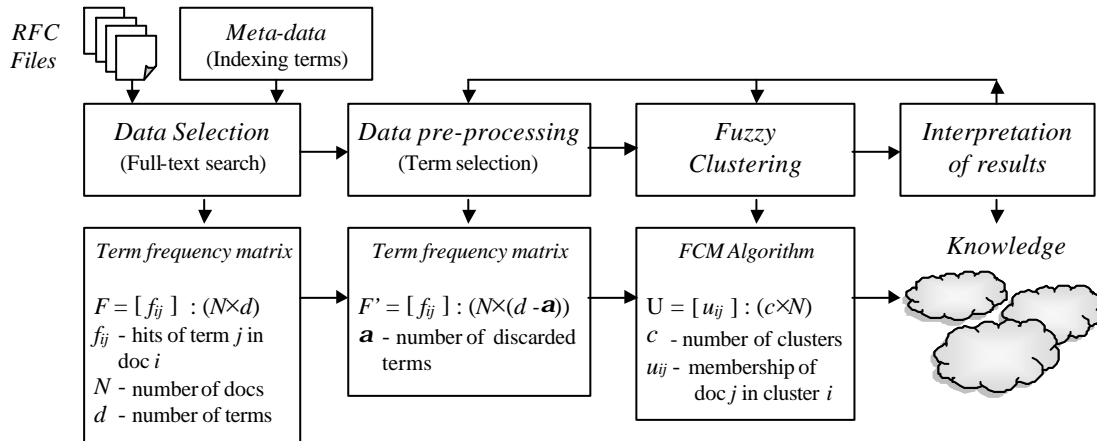 RFC
Files
Meta-data
(Indexing terms)
Data Selection
(Full-text search)
Data pre-processing
(Term selection)
Fuzzy
Clustering
Interpretation
of results
Term frequency matrix
F = [ fij ] : (N×d)
fij - hits of term j in
doc i
N - number of docs
d - number of terms
Term frequency matrix
F’ = [ fij ] : (N×(d - a))
a - number of discarded
terms
FCM Algorithm
U = [ uij ] : (c×N)
c - number of clusters
uij - membership of
doc j in cluster i
Knowledge